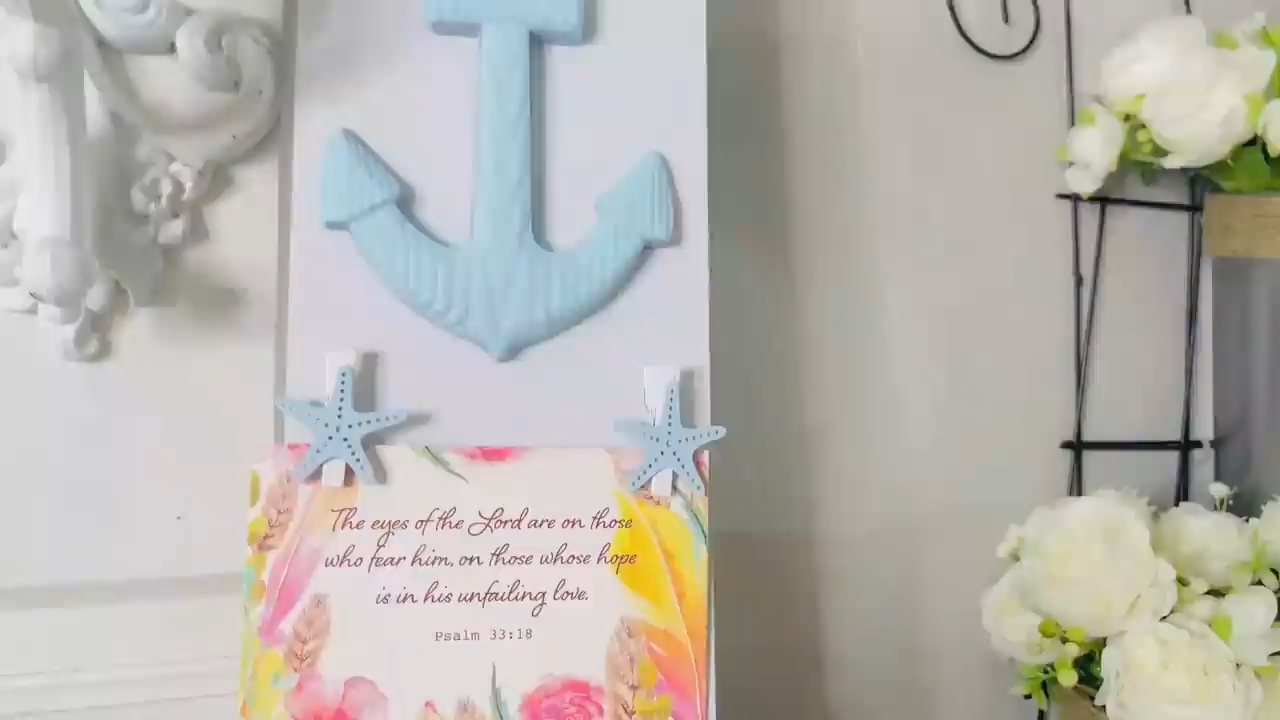 The eyes of the Lord are on those
who fear him, on those whose hope
is in his unfailing love.
Psalm 33:18